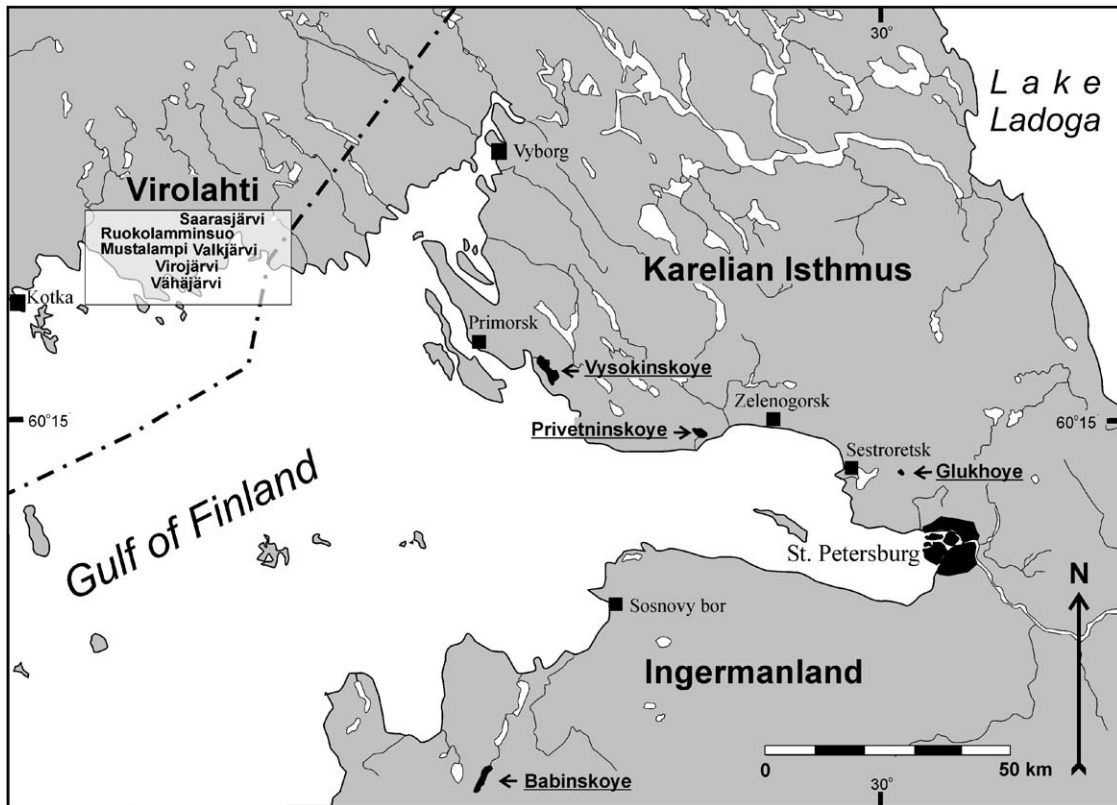 30°
Lake
Ladoga
Vyborg
Virolahti
Saarasjärvi
Ruokolamminsuo
Mustalampi Valkjärvi
Virojärvi
Vähäjärvi
Karelian Isthmus
Kotka
Primorsk
Vysokinskoye
Zelenogorsk
60°15´
60°15´
Privetninskoye
Sestroretsk
Glukhoye
Gulf of Finland
St. Petersburg
N
Sosnovy bor
Ingermanland
0
50 km
Babinskoye
30°